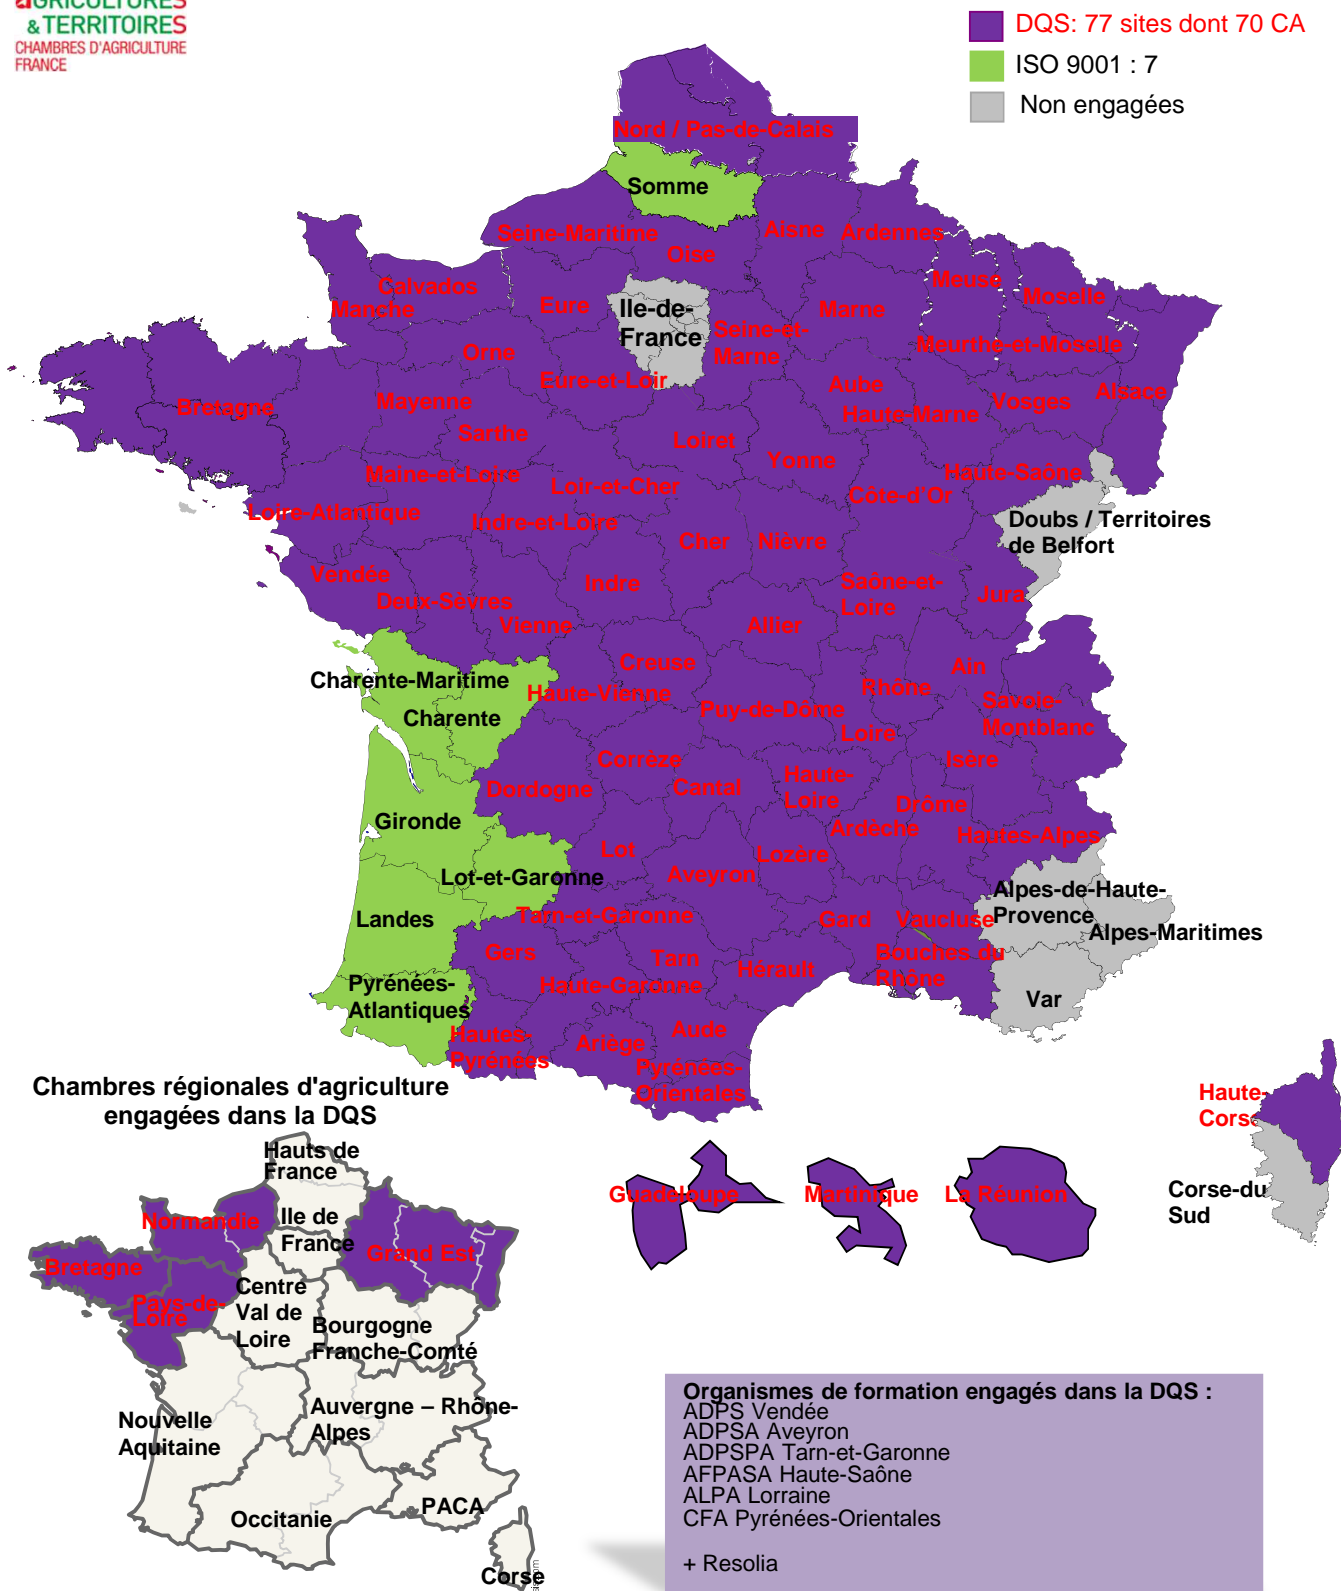 aGRICULTURES
& TERRITOIRES
CHAMBRES D'AGRICULTURE
FRANCE
DQS: 77 sites dont 70 CA
ISO 9001 : 7
Non engagées
Nord / Pas-de-Calais
Somme
Seine-Maritime
Oise
Aisne
Ardennes
Calvados
Manche
Eure
Ile-de-
France
Seine-et-
Marne
Marne
Meuse
Moselle
Meurthe-et-Moselle
Orne
Eure-et-Loir
Aube
Haute-Marne
Vosges
Alsace
Bretagne
Mayenne
Sarthe
Loiret
Yonne
Maine-et-Loire
Loir-et-Cher
Côte-d'Or
Haute-Saône
Loire-Atlantique
Indre-et-Loire
Cher
Nièvre
Doubs / Territoires
de Belfort
Vendée
Deux-Sèvres
Vienne
Indre
Allier
Saône-et-
Loire
Jura
Charente-Maritime
Charente
Haute-Vienne
Creuse
Puy-de-Dôme
Rhône
Loire
Ain
Savoie-
Montblanc
Isère
Corrèze
Dordogne
Cantal
Haute-
Loire
Drôme
Ardèche
Hautes-Alpes
Gironde
Lot-et-Garonne
Lot
Aveyron
Lozère
Landes
Tarn-et-Garonne
Gard
Vaucluse
Alpes-de-Haute-
Provence
Alpes-Maritimes
Gers
Tarn
Hérault
Bouches du
Rhône
Haute-Garonne
Pyrénées-
Atlantiques
Var
Hautes-
Pyrénées
Ariège
Aude
Pyrénées-
Orientales
Haute-
Corse
Corse-du
Sud
Guadeloupe
Martinique
La Réunion
Chambres régionales d'agriculture
engagées dans la DQS
Hauts de
France
Normandie
Ile de
France
Grand Est
Bretagne
Pays-de-
Loire
Centre
Val de
Loire
Bourgogne
Franche-Comté
Nouvelle
Aquitaine
Auvergne – Rhône-
Alpes
Occitanie
PACA
Corse
Organismes de formation engagés dans la DQS :
ADPS Vendée
ADPSA Aveyron
ADPSPA Tarn-et-Garonne
AFPASA Haute-Saône
ALPA Lorraine
CFA Pyrénées-Orientales
+ Resolia